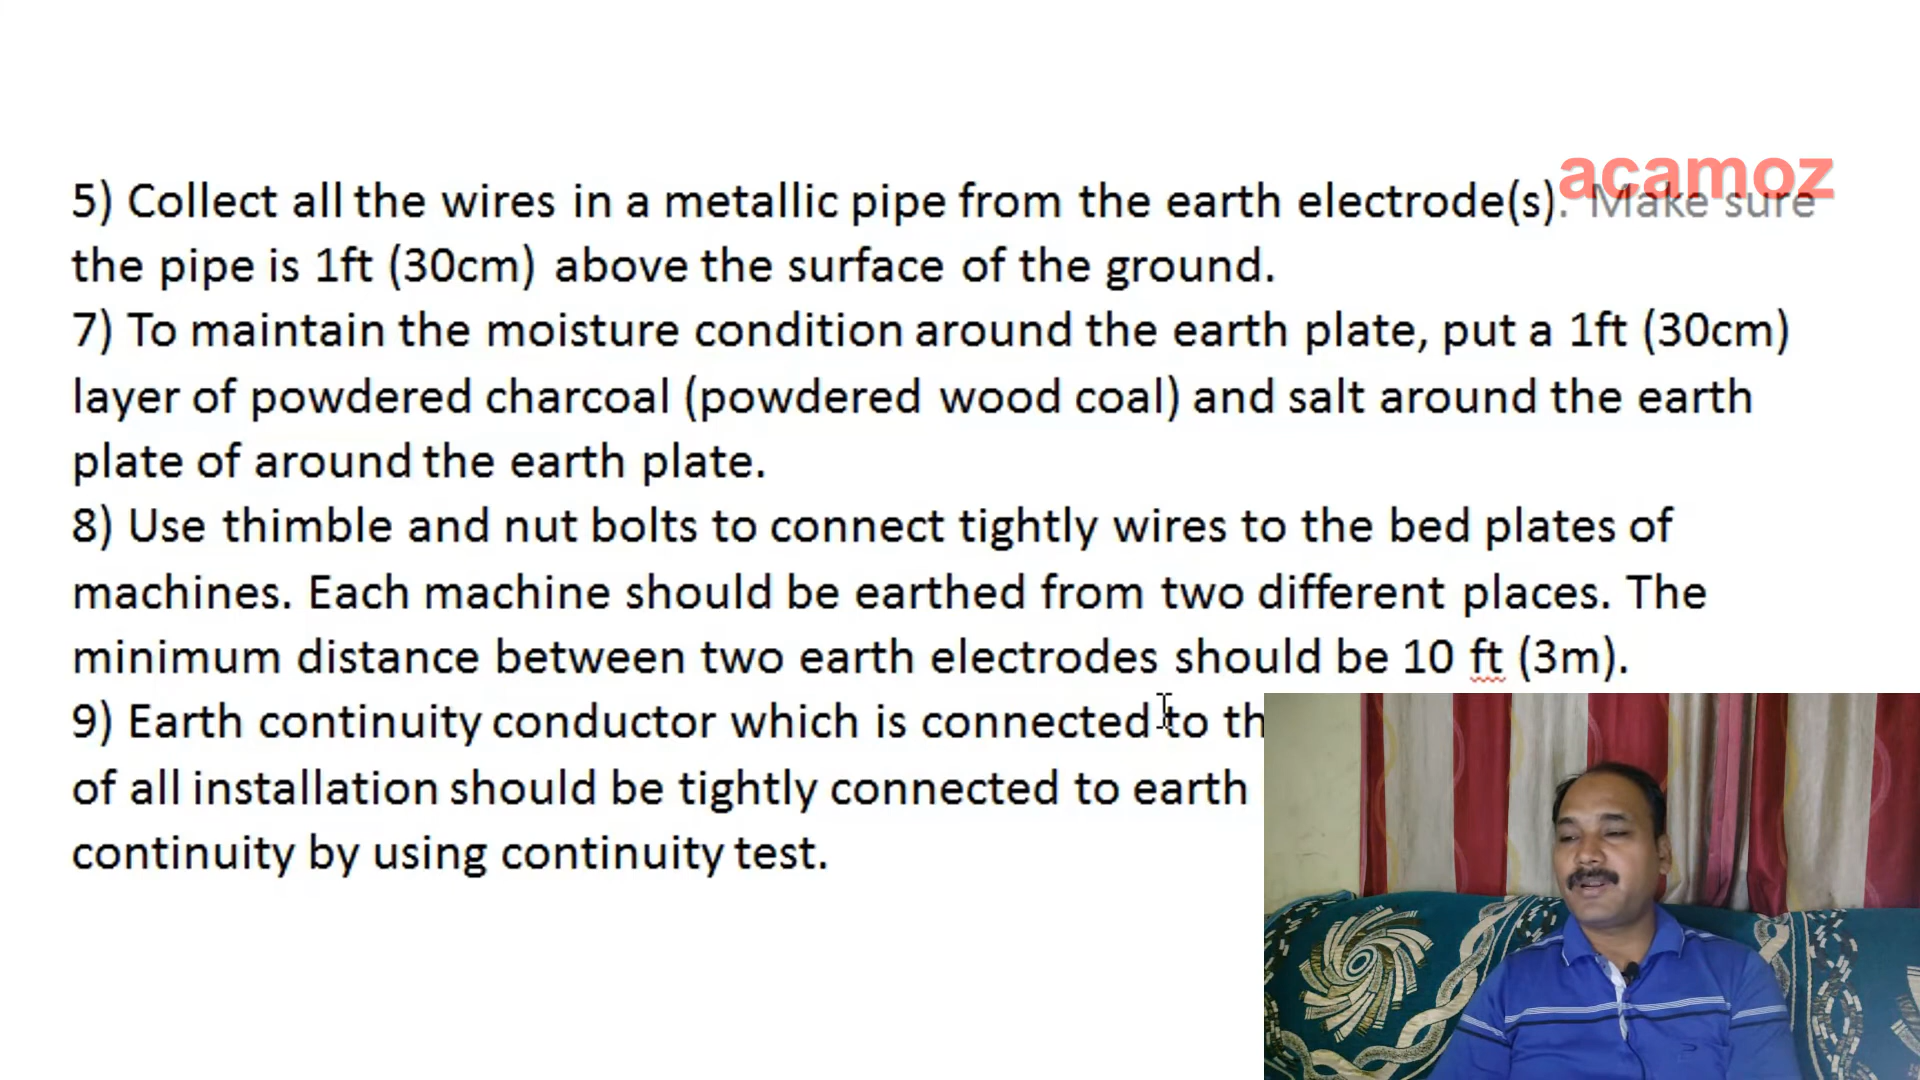 acamoz
5) Collect all the wires in a metallic pipe from the earth electrode(s). Make sure
the pipe is 1ft (30cm) above the surface of the ground.
7) To maintain the moisture condition around the earth plate, put a 1ft (30cm)
layer of powdered charcoal (powdered wood coal) and salt around the earth
plate of around the earth plate.
8) Use thimble and nut bolts to connect tightly wires to the bed plates of
machines. Each machine should be earthed from two different places. The
minimum distance between two earth electrodes should be 10 ft (3m).
9) Earth continuity conductor which is connected to
of all installation should be tightly connected to earth
continuity by using continuity test.